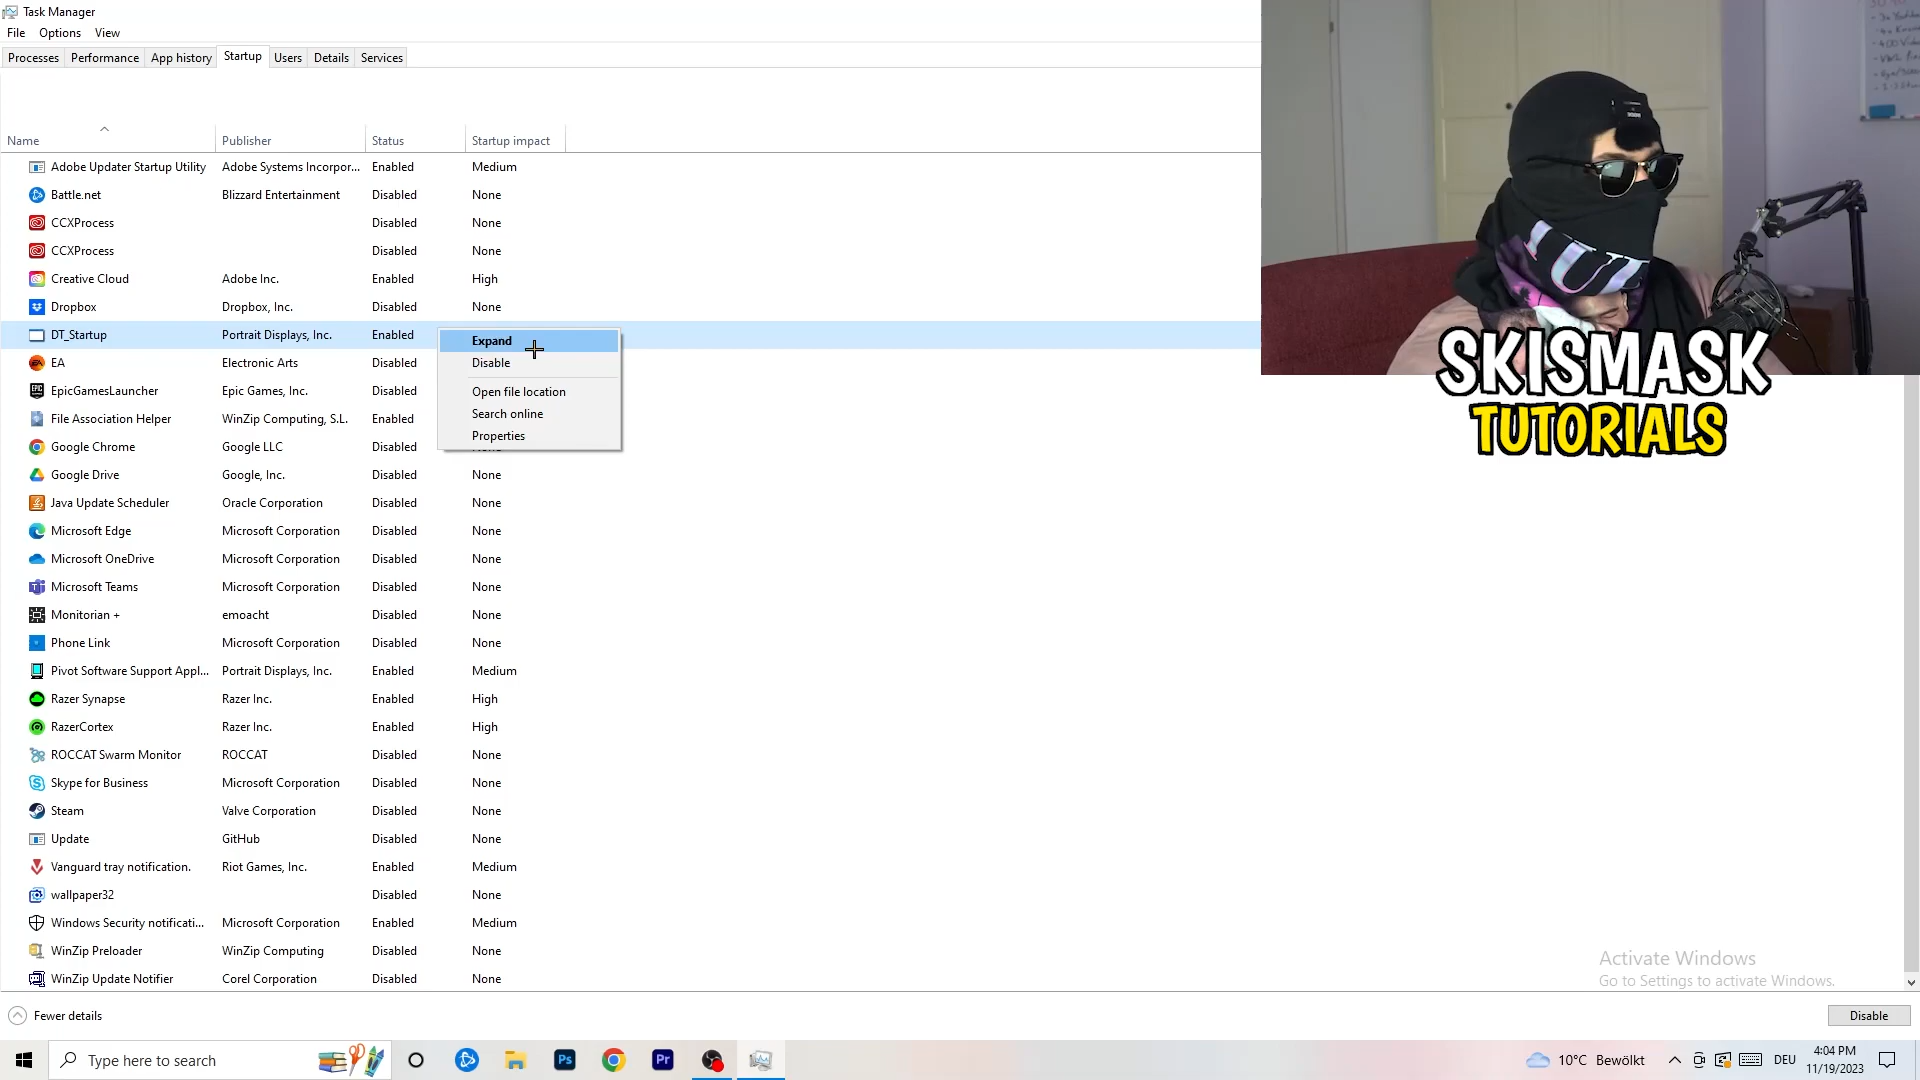 Task Manager
File Options View
Processes Performance App history Startup Users Details Services
Name Publisher Status Startup impact
Adobe Updater Startup Utility Adobe Systems Incorpor... Enabled Medium
Battle.net Blizzard Entertainment Disabled None
CCXProcess Disabled None
CCXProcess Disabled None
Creative Cloud Adobe Inc. Enabled High
Dropbox Dropbox, Inc. Disabled None
DT_Startup Portrait Displays, Inc. Enabled
EA Electronic Arts Disabled
EpicGamesLauncher Epic Games, Inc. Disabled
File Association Helper WinZip Computing, S.L. Enabled
Google Chrome Google LLC Disabled
Expand
Disable
Open file location
Search online
Properties
Google Drive Google, Inc. Disabled None
Java Update Scheduler Oracle Corporation Disabled None
Microsoft Edge Microsoft Corporation Disabled None
Microsoft OneDrive Microsoft Corporation Disabled None
Microsoft Teams Microsoft Corporation Disabled None
Monitorian + emoacht Disabled None
Phone Link Microsoft Corporation Disabled None
Pivot Software Support Appl... Portrait Displays, Inc. Enabled Medium
Razer Synapse Razer Inc. Enabled High
RazerCortex Razer Inc. Enabled High
ROCCAT Swarm Monitor ROCCAT Disabled None
Skype for Business Microsoft Corporation Disabled None
Steam Valve Corporation Disabled None
Update GitHub Disabled None
Vanguard tray notification. Riot Games, Inc. Enabled Medium
wallpaper32 Disabled None
Windows Security notificati... Microsoft Corporation Enabled Medium
WinZip Preloader WinZip Computing Disabled None
WinZip Update Notifier Corel Corporation Disabled None
SKISMASK
TUTORIALS
Activate Windows
Go to Settings to activate Windows.
Fewer details
Disable
Type here to search
Ps
Pr
10°C Bewölkt
DEU
4:04 PM
11/19/2023